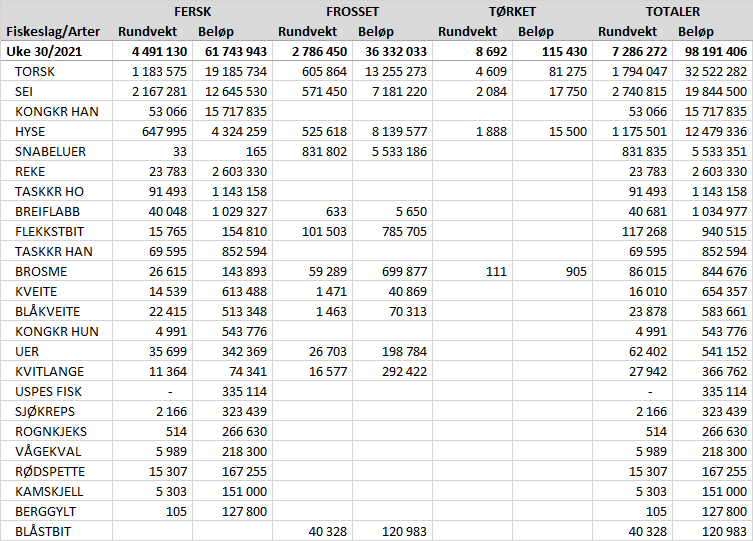 FERSK FROSSET TØRKET TOTALER
Fiskeslag/Arter Rundvekt Beløp Rundvekt Beløp Rundvekt Beløp Rundvekt Beløp
Uke 30/2021 4 491 130 61 743 943 2 786 450 36 332 033 8 692 115 430 7 286 272 98 191 406
TORSK 1 183 575 19 185 734 605 864 13 255 273 4 609 81 275 1 794 047 32 522 282
SEI 2 167 281 12 645 530 571 450 7 181 220 2 084 17 750 2 740 815 19 844 500
KONGKR HAN 53 066 15 717 835 53 066 15 717 835
HYSE 647 995 4 324 259 525 618 8 139 577 1 888 15 500 1 175 501 12 479 336
SNABELUER 33 165 831 802 5 533 186 831 835 5 533 351
REKE 23 783 2 603 330 23 783 2 603 330
TASKKR HO 91 493 1 143 158 91 493 1 143 158
BREIFLABB 40 048 1 029 327 633 5 650 40 681 1 034 977
FLEKKSTBIT 15 765 154 810 101 503 785 705 117 268 940 515
TASKKR HAN 69 595 852 594 69 595 852 594
BROSME 26 615 143 893 59 289 699 877 111 905 86 015 844 676
KVEITE 14 539 613 488 1 471 40 869 16 010 654 357
BLÅKVEITE 22 415 513 348 1 463 70 313 23 878 583 661
KONGKR HUN 4 991 543 776 4 991 543 776
UER 35 699 342 369 26 703 198 784 62 402 541 152
KVITLANGE 11 364 74 341 16 577 292 422 27 942 366 762
USPES FISK - 335 114 - 335 114
SJØKREPS 2 166 323 439 2 166 323 439
ROGNKJEKS 514 266 630 514 266 630
VÅGEKVAL 5 989 218 300 5 989 218 300
RØDSPETTE 15 307 167 255 15 307 167 255
KAMSKJELL 5 303 151 000 5 303 151 000
BERGGYLT 105 127 800 105 127 800
BLÅSTBIT 40 328 120 983 40 328 120 983